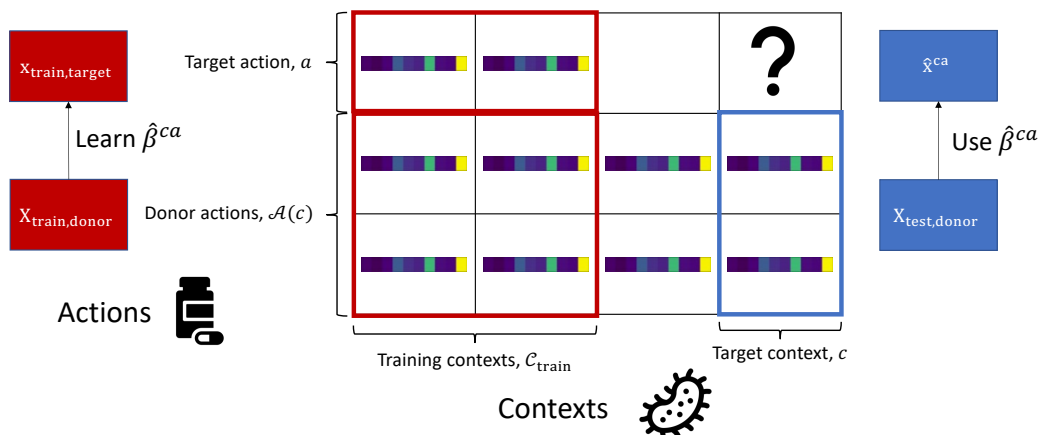 x_train,target
Learn β̂^ca
X_train,donor
Actions
Target action, a
Donor actions, 𝒜(c)
?
Training contexts, 𝒞_train
Target context, c
Contexts
x̂^ca
Use β̂^ca
X_test,donor